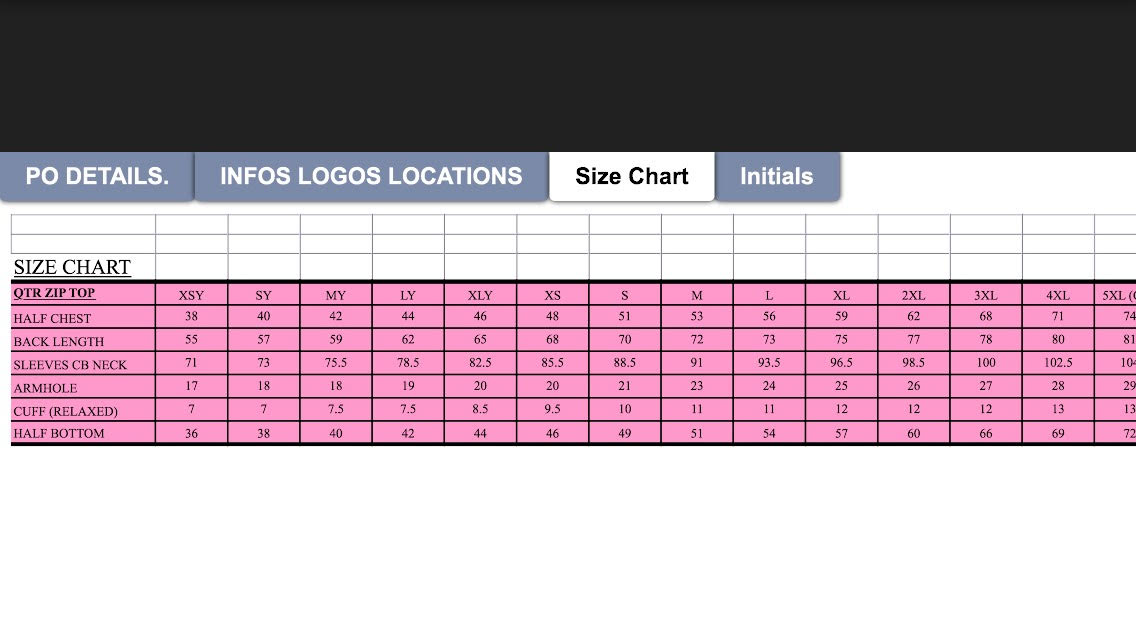 PO DETAILS. INFOS LOGOS LOCATIONS Size Chart Initials
SIZE CHART
QTR ZIP TOP XSY SY MY LY XLY XS S M L XL 2XL 3XL 4XL 5XL (
HALF CHEST 38 40 42 44 46 48 51 53 56 59 62 68 71 74
BACK LENGTH 55 57 59 62 65 68 70 72 73 75 77 78 80 81
SLEEVES CB NECK 71 73 75.5 78.5 82.5 85.5 88.5 91 93.5 96.5 98.5 100 102.5
ARMHOLE 17 18 18 19 20 20 21 23 24 25 26 27 28 29
CUFF (RELAXED) 7 7 7.5 7.5 8.5 9.5 10 11 11 12 12 12 13 13
HALF BOTTOM 36 38 40 42 44 46 49 51 54 57 60 66 69 72